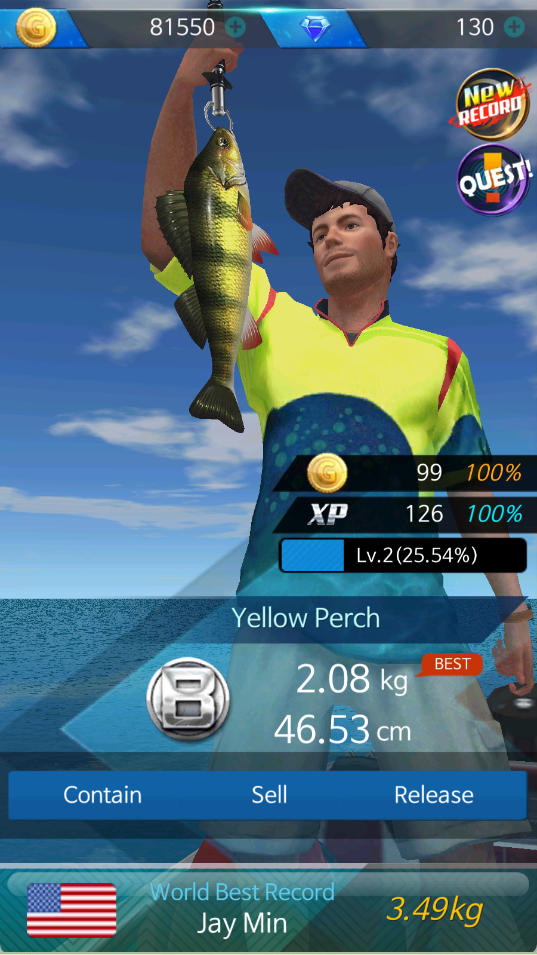 G 81550 130
New
RECORD
QUEST!
G 99 100%
XP 126 100%
Lv.2(25.54%)
Yellow Perch
B 2.08 kg BEST
46.53 cm
Contain Sell Release
World Best Record
Jay Min 3.49kg